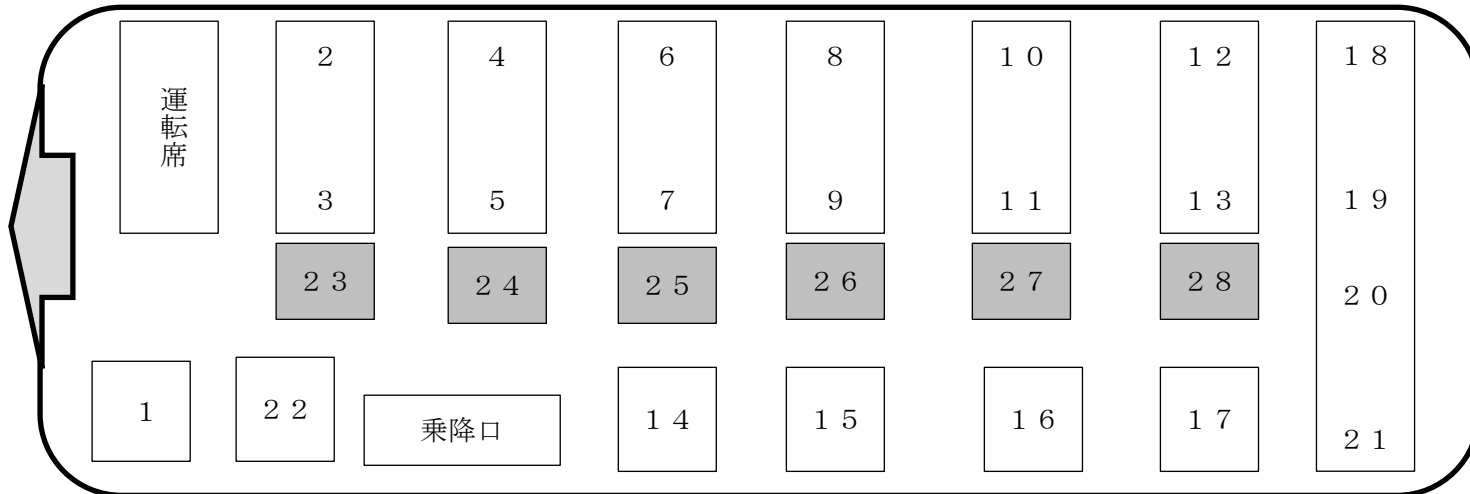 運転席
２ ４ ６ ８ １０ １２ １８
３ ５ ７ ９ １１ １３ １９
２３ ２４ ２５ ２６ ２７ ２８ ２０
１ ２２ 乗降口 １４ １５ １６ １７ ２１